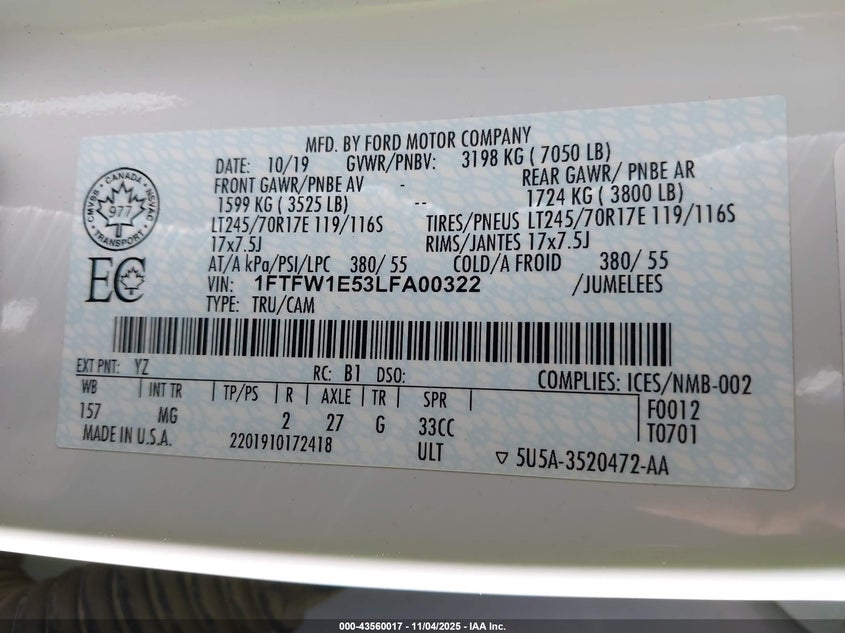 MFD. BY FORD MOTOR COMPANY
DATE: 10/19 GVWR/PNBV: 3198 KG ( 7050 LB)
FRONT GAWR/PNBE AV - REAR GAWR/ PNBE AR
1599 KG ( 3525 LB) -- 1724 KG ( 3800 LB)
LT245/70R17E 119/116S TIRES/PNEUS LT245/70R17E 119/116S
17x7.5J RIMS/JANTES 17x7.5J
AT/A kPa/PSI/LPC 380/ 55 COLD/A FROID 380/ 55
VIN: 1FTFW1E53LFA00322 /JUMELEES
TYPE: TRU/CAM
CANADA
CMVSS NSVAC
977
TRANSPORT
EC
EXT PNT: YZ RC: B1 DSO: COMPLIES: ICES/NMB-002
WB INT TR TP/PS R AXLE TR SPR F0012
157 MG 2 27 G 33CC T0701
MADE IN U.S.A. 2201910172418 ULT ▽ 5U5A-3520472-AA
000-43560017 - 11/04/2025 - IAA Inc.